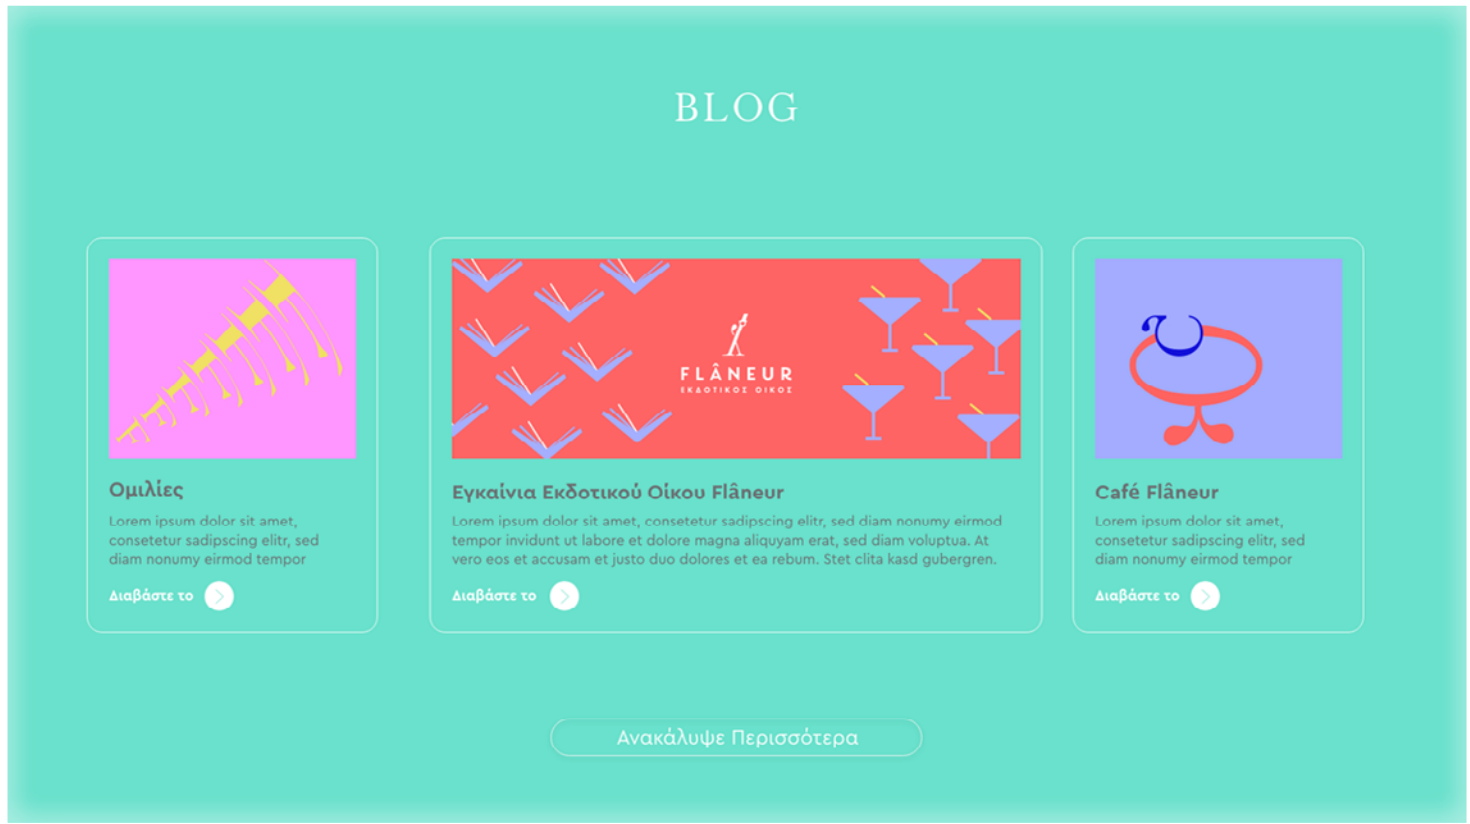 BLOG
FLÂNEUR
ΕΚΔΟΤΙΚΟΣ ΟΙΚΟΣ
Ομιλίες
Lorem ipsum dolor sit amet,
consetetur sadipscing elitr, sed
diam nonumy eirmod tempor
Διαβάστε το
Εγκαίνια Εκδοτικού Οίκου Flâneur
Lorem ipsum dolor sit amet, consetetur sadipscing elitr, sed diam nonumy eirmod
tempor invidunt ut labore et dolore magna aliquyam erat, sed diam voluptua. At
vero eos et accusam et justo duo dolores et ea rebum. Stet clita kasd gubergren.
Διαβάστε το
Café Flâneur
Lorem ipsum dolor sit amet,
consetetur sadipscing elitr, sed
diam nonumy eirmod tempor
Διαβάστε το
Ανακάλυψε Περισσότερα